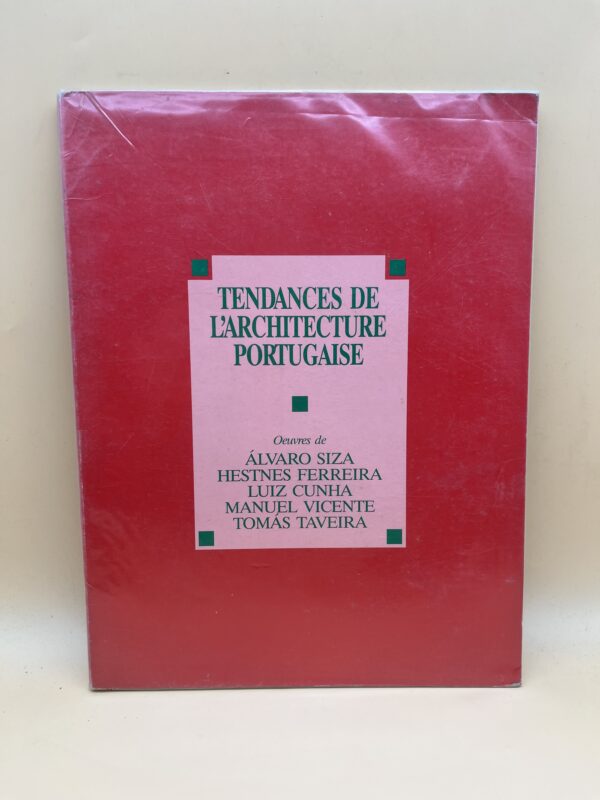 TENDANCES DE
L'ARCHITECTURE
PORTUGAISE
Oeuvres de
ÁLVARO SIZA
HESTNES FERREIRA
LUIZ CUNHA
MANUEL VICENTE
TOMÁS TAVEIRA